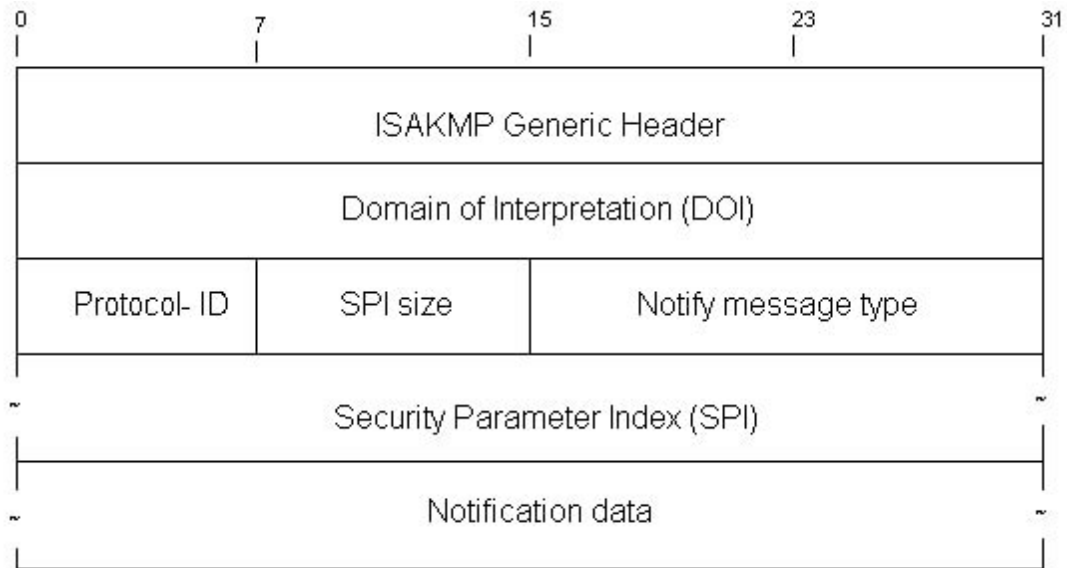 0 7 15 23 31
ISAKMP Generic Header
Domain of Interpretation (DOI)
Protocol- ID SPI size Notify message type
~ Security Parameter Index (SPI) ~
~ Notification data ~